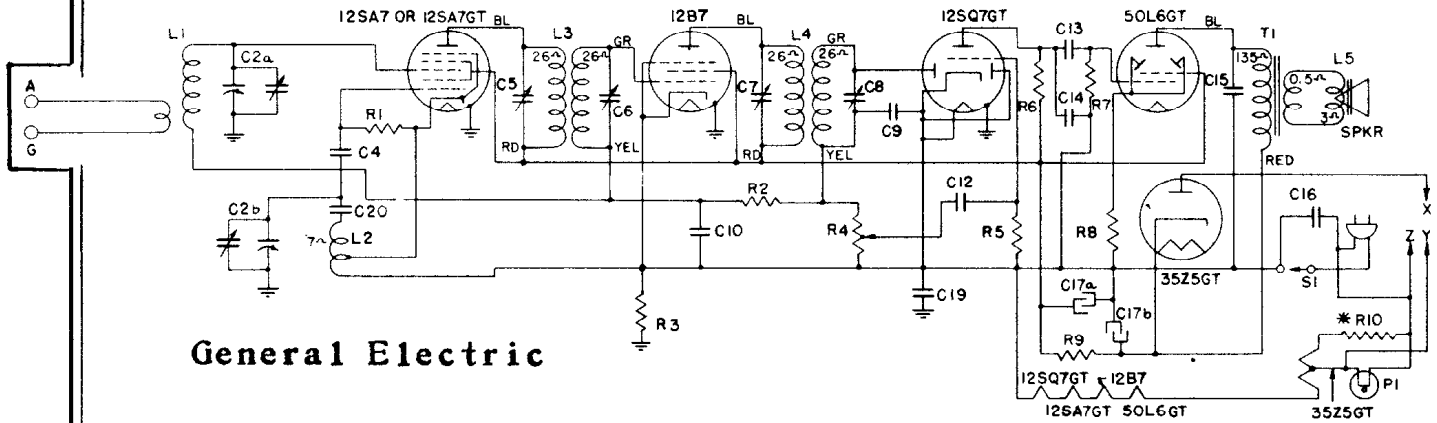 12SA7 OR 12SA7GT
12B7
12SQ7GT
50L6GT
L1
C2a
BL
L3
26Ω
26Ω
GR
C5
C6
RD
YEL
BL
L4
26Ω
26Ω
GR
C7
C8
C9
RD
YEL
C13
R6
C14
R7
BL
C15
T1
135Ω
0.5Ω
L5
3Ω
SPKR
RED
A
G
R1
C4
C2b
C20
7Ω
L2
R2
C10
R4
C12
R5
R8
35Z5GT
C16
X
Z Y
S1
R3
C19
C17a
C17b
R9
* R10
General Electric
12SQ7GT 12B7
12SA7GT 50L6GT
35Z5GT
P1